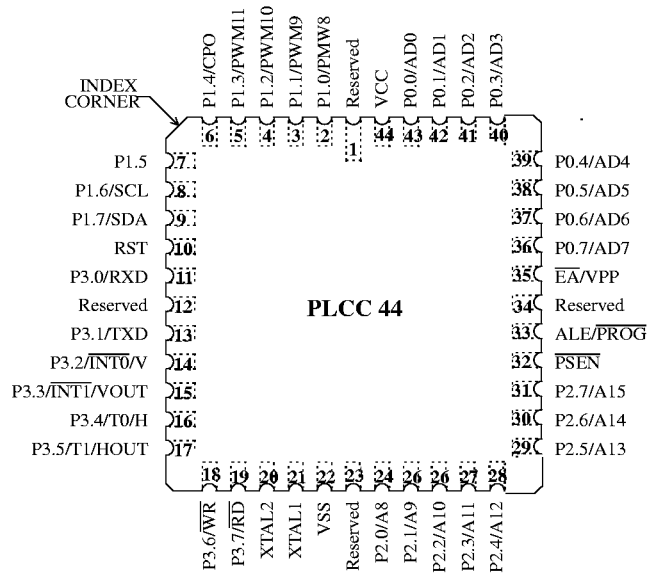 P1.4/CPO
P1.3/PWM11
P1.2/PWM10
P1.1/PWM9
P1.0/PMW8
Reserved
VCC
P0.0/AD0
P0.1/AD1
P0.2/AD2
P0.3/AD3
INDEX
CORNER
6 5 4 3 2 1 44 43 42 41 40
P1.5 7
P1.6/SCL 8
P1.7/SDA 9
RST 10
P3.0/RXD 11
Reserved 12
P3.1/TXD 13
P3.2/INT0/V 14
P3.3/INT1/VOUT 15
P3.4/T0/H 16
P3.5/T1/HOUT 17
PLCC 44
39 P0.4/AD4
38 P0.5/AD5
37 P0.6/AD6
36 P0.7/AD7
35 EA/VPP
34 Reserved
33 ALE/PROG
32 PSEN
31 P2.7/A15
30 P2.6/A14
29 P2.5/A13
18 19 20 21 22 23 24 26 26 27 28
P3.6/WR
P3.7/RD
XTAL2
XTAL1
VSS
Reserved
P2.0/A8
P2.1/A9
P2.2/A10
P2.3/A11
P2.4/A12